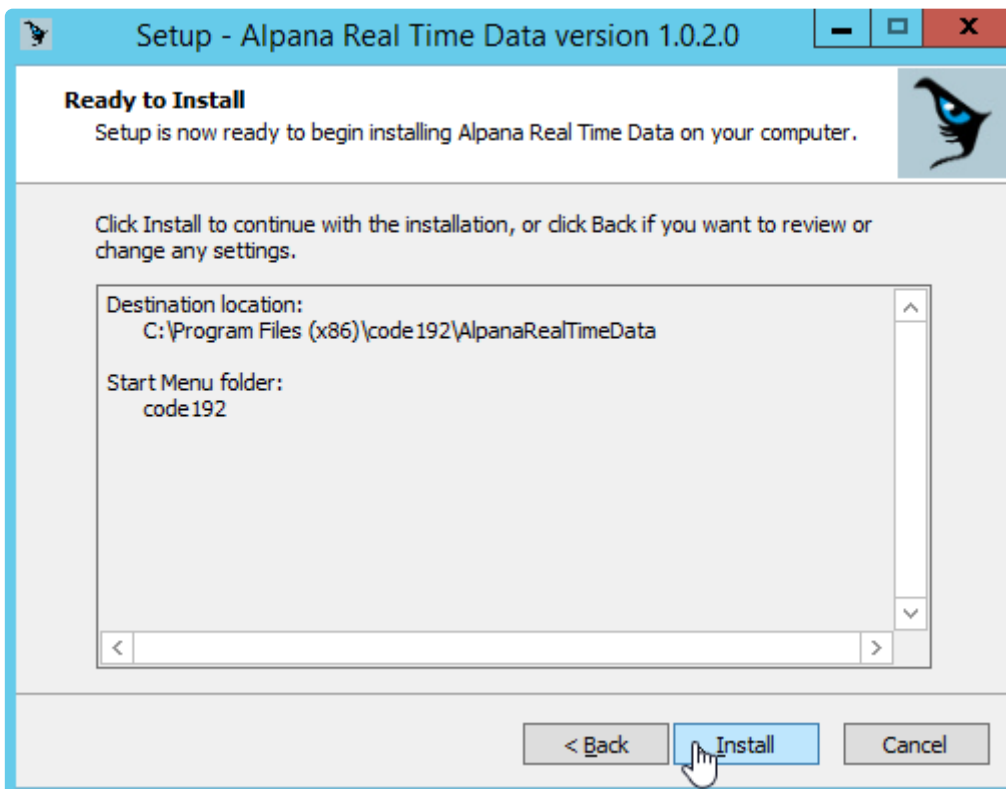 Setup - Alpana Real Time Data version 1.0.2.0
Ready to Install
Setup is now ready to begin installing Alpana Real Time Data on your computer.
Click Install to continue with the installation, or click Back if you want to review or
change any settings.
Destination location:
C:\Program Files (x86)\code192\AlpanaRealTimeData
Start Menu folder:
code192
< Back
Install
Cancel